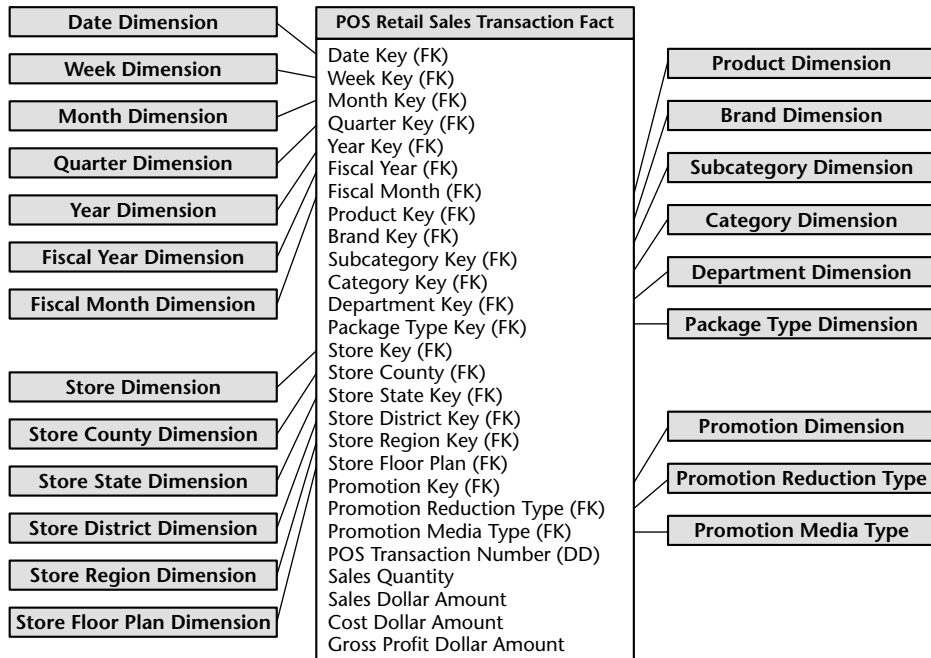 Date Dimension
Week Dimension
Month Dimension
Quarter Dimension
Year Dimension
Fiscal Year Dimension
Fiscal Month Dimension
Store Dimension
Store County Dimension
Store State Dimension
Store District Dimension
Store Region Dimension
Store Floor Plan Dimension
POS Retail Sales Transaction Fact
Date Key (FK)
Week Key (FK)
Month Key (FK)
Quarter Key (FK)
Year Key (FK)
Fiscal Year (FK)
Fiscal Month (FK)
Product Key (FK)
Brand Key (FK)
Subcategory Key (FK)
Category Key (FK)
Department Key (FK)
Package Type Key (FK)
Store Key (FK)
Store County (FK)
Store State Key (FK)
Store District Key (FK)
Store Region Key (FK)
Store Floor Plan (FK)
Promotion Key (FK)
Promotion Reduction Type (FK)
Promotion Media Type (FK)
POS Transaction Number (DD)
Sales Quantity
Sales Dollar Amount
Cost Dollar Amount
Gross Profit Dollar Amount
Product Dimension
Brand Dimension
Subcategory Dimension
Category Dimension
Department Dimension
Package Type Dimension
Promotion Dimension
Promotion Reduction Type
Promotion Media Type